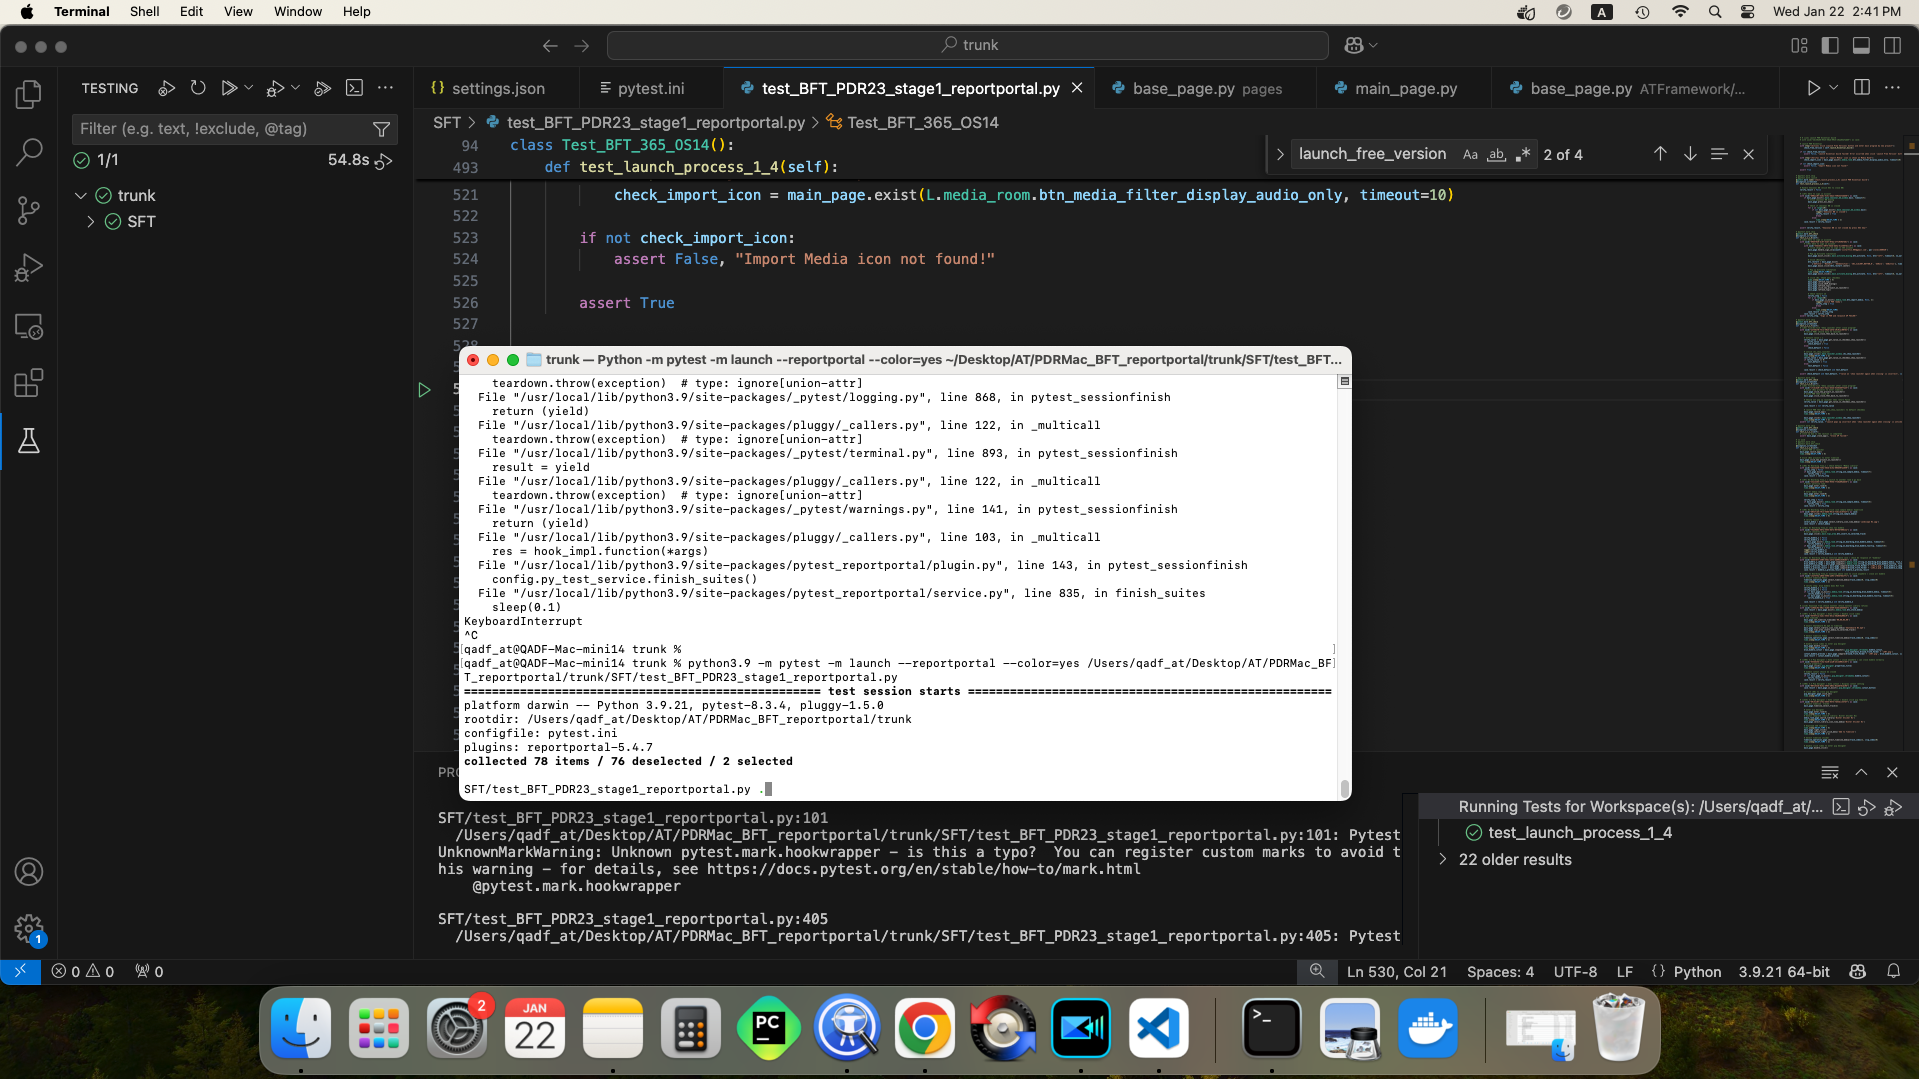 Terminal Shell Edit View Window Help A Wed Jan 22 2:41 PM
trunk
TESTING
{} settings.json pytest.ini test_BFT_PDR23_stage1_reportportal.py base_page.py pages main_page.py base_page.py ATFramework/...
Filter (e.g. text, !exclude, @tag)
SFT > test_BFT_PDR23_stage1_reportportal.py > Test_BFT_365_OS14
1/1 54.8s
trunk
SFT
launch_free_version Aa ab .* 2 of 4
94 class Test_BFT_365_OS14():
493 def test_launch_process_1_4(self):
521 check_import_icon = main_page.exist(L.media_room.btn_media_filter_display_audio_only, timeout=10)
522
523 if not check_import_icon:
524 assert False, "Import Media icon not found!"
525
526 assert True
527
528
trunk — Python -m pytest -m launch --reportportal --color=yes ~/Desktop/AT/PDRMac_BFT_reportportal/trunk/SFT/test_BFT...
teardown.throw(exception)  # type: ignore[union-attr]
File "/usr/local/lib/python3.9/site-packages/_pytest/logging.py", line 868, in pytest_sessionfinish
return (yield)
File "/usr/local/lib/python3.9/site-packages/pluggy/_callers.py", line 122, in _multicall
teardown.throw(exception)  # type: ignore[union-attr]
File "/usr/local/lib/python3.9/site-packages/_pytest/terminal.py", line 893, in pytest_sessionfinish
result = yield
File "/usr/local/lib/python3.9/site-packages/pluggy/_callers.py", line 122, in _multicall
teardown.throw(exception)  # type: ignore[union-attr]
File "/usr/local/lib/python3.9/site-packages/_pytest/warnings.py", line 141, in pytest_sessionfinish
return (yield)
File "/usr/local/lib/python3.9/site-packages/pluggy/_callers.py", line 103, in _multicall
res = hook_impl.function(*args)
File "/usr/local/lib/python3.9/site-packages/pytest_reportportal/plugin.py", line 143, in pytest_sessionfinish
config.py_test_service.finish_suites()
File "/usr/local/lib/python3.9/site-packages/pytest_reportportal/service.py", line 835, in finish_suites
sleep(0.1)
KeyboardInterrupt
^C
[qadf_at@QADF-Mac-mini14 trunk % ]
[qadf_at@QADF-Mac-mini14 trunk % python3.9 -m pytest -m launch --reportportal --color=yes /Users/qadf_at/Desktop/AT/PDRMac_BF]
T_reportportal/trunk/SFT/test_BFT_PDR23_stage1_reportportal.py
=================================================== test session starts ====================================================
platform darwin -- Python 3.9.21, pytest-8.3.4, pluggy-1.5.0
rootdir: /Users/qadf_at/Desktop/AT/PDRMac_BFT_reportportal/trunk
configfile: pytest.ini
plugins: reportportal-5.4.7
collected 78 items / 76 deselected / 2 selected
SFT/test_BFT_PDR23_stage1_reportportal.py .
SFT/test_BFT_PDR23_stage1_reportportal.py:101
/Users/qadf_at/Desktop/AT/PDRMac_BFT_reportportal/trunk/SFT/test_BFT_PDR23_stage1_reportportal.py:101: Pytest
UnknownMarkWarning: Unknown pytest.mark.hookwrapper - is this a typo?  You can register custom marks to avoid t
his warning - for details, see https://docs.pytest.org/en/stable/how-to/mark.html
@pytest.mark.hookwrapper
SFT/test_BFT_PDR23_stage1_reportportal.py:405
/Users/qadf_at/Desktop/AT/PDRMac_BFT_reportportal/trunk/SFT/test_BFT_PDR23_stage1_reportportal.py:405: Pytest
Running Tests for Workspace(s): /Users/qadf_at/...
test_launch_process_1_4
22 older results
1
0 0 0 Ln 530, Col 21 Spaces: 4 UTF-8 LF {} Python 3.9.21 64-bit
2
JAN
22
PC
>_